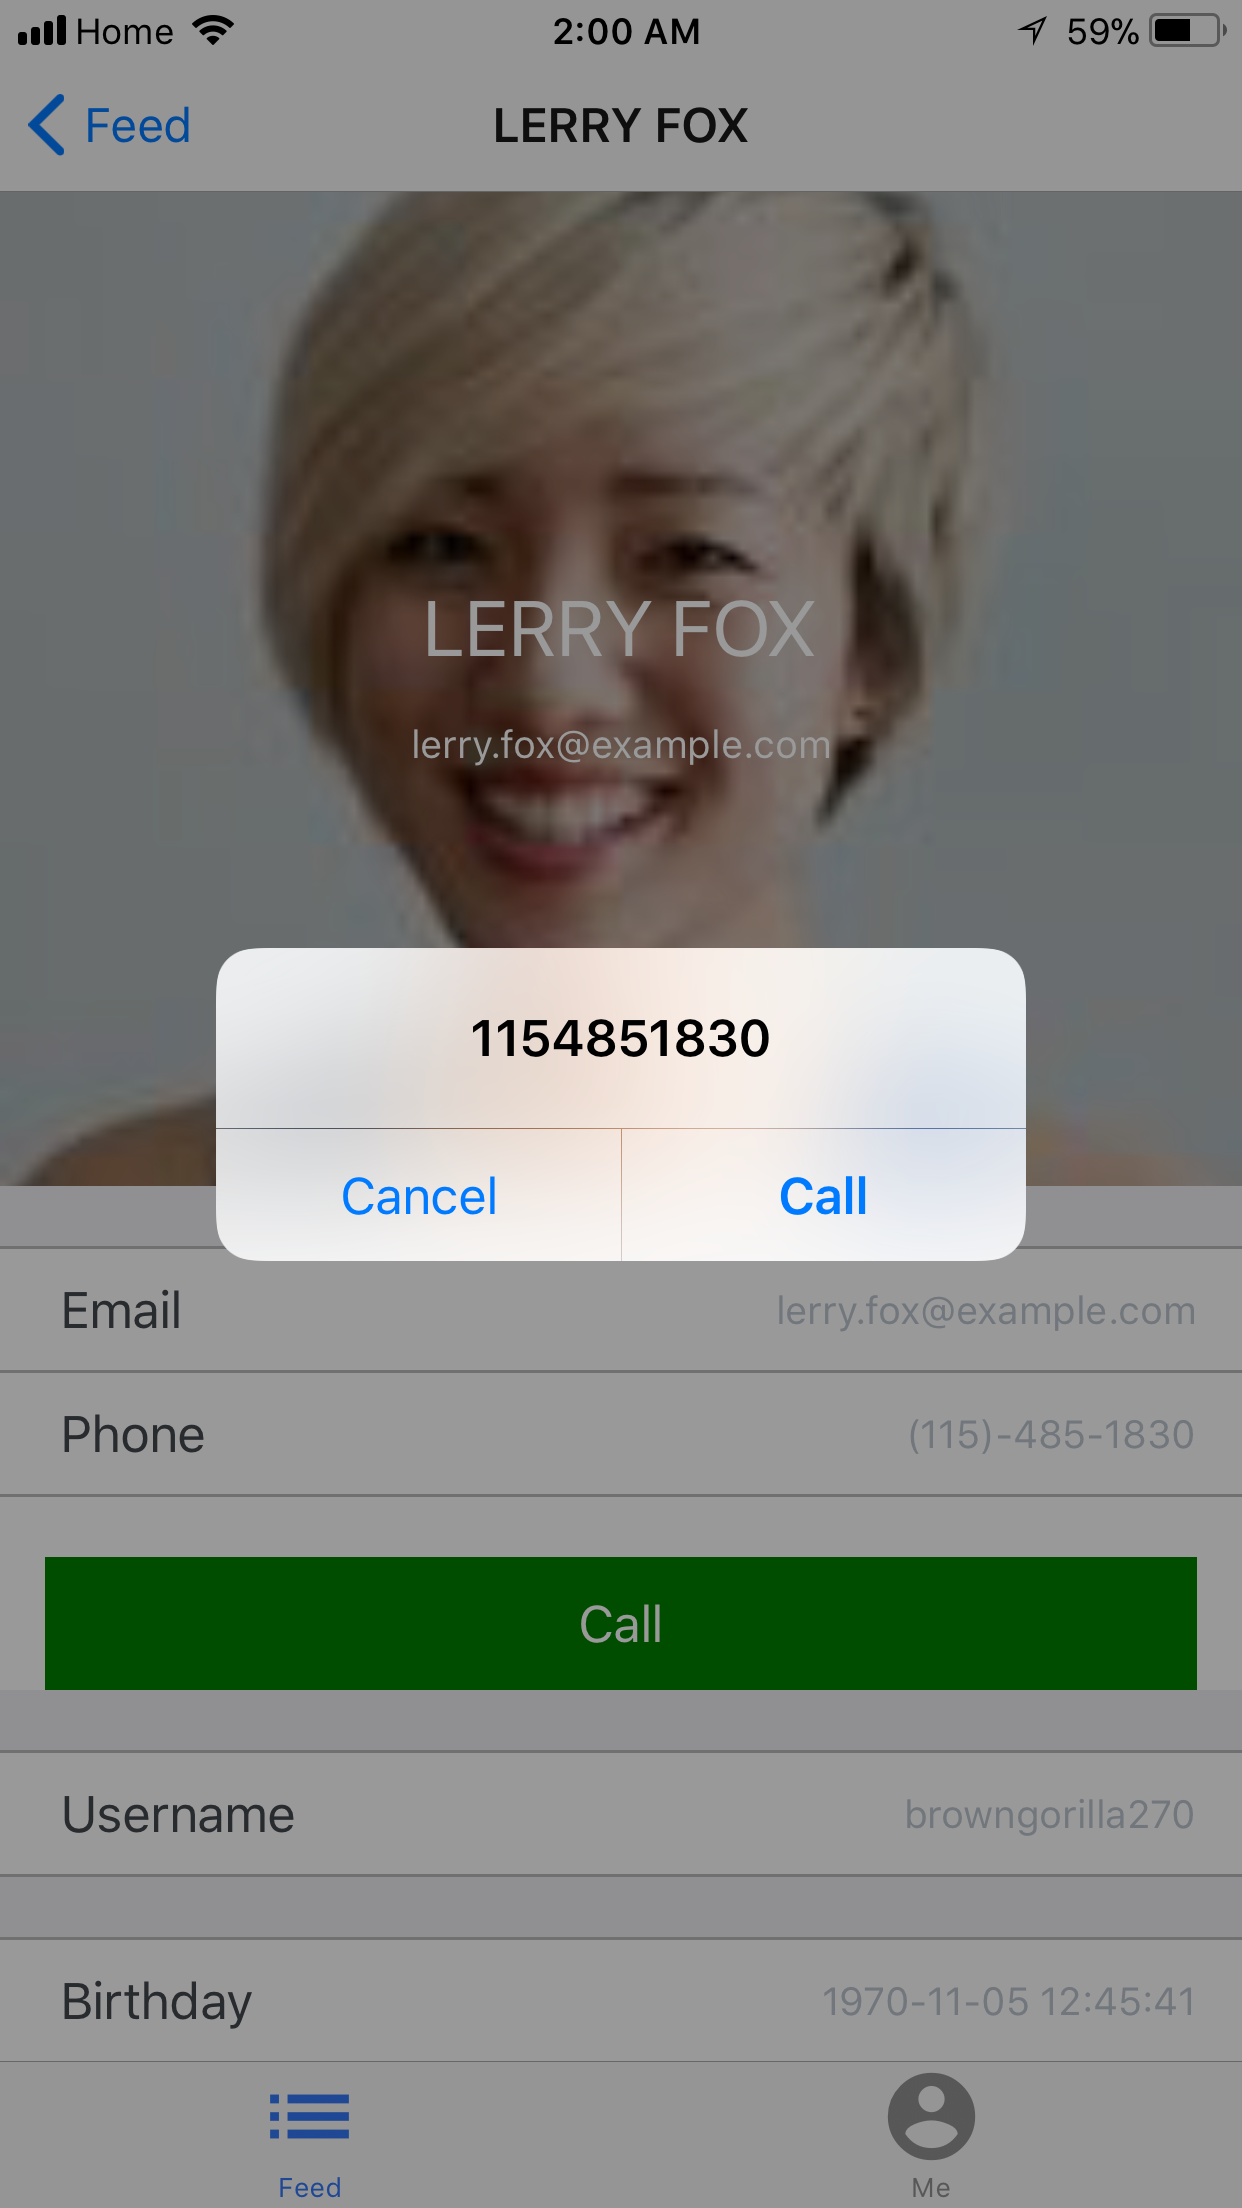 Home 2:00 AM 59%
Feed LERRY FOX
LERRY FOX
lerry.fox@example.com
1154851830
Cancel Call
Email lerry.fox@example.com
Phone (115)-485-1830
Call
Username browngorilla270
Birthday 1970-11-05 12:45:41
Feed Me